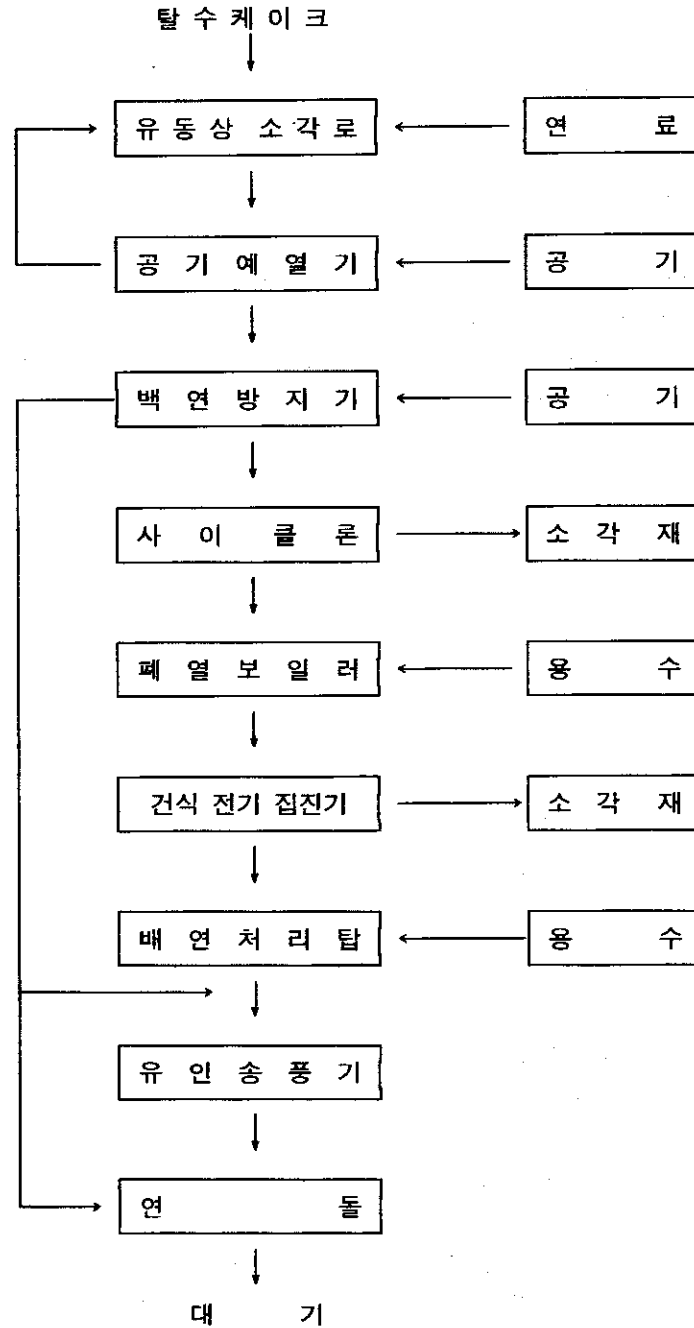 탈 수 케 이 크
유 동 상 소 각 로 연 료
공 기 예 열 기 공 기
백 연 방 지 기 공 기
사 이 클 론 소 각 재
폐 열 보 일 러 용 수
건식 전기 집진기 소 각 재
배 연 처 리 탑 용 수
유 인 송 풍 기
연 돌
대 기